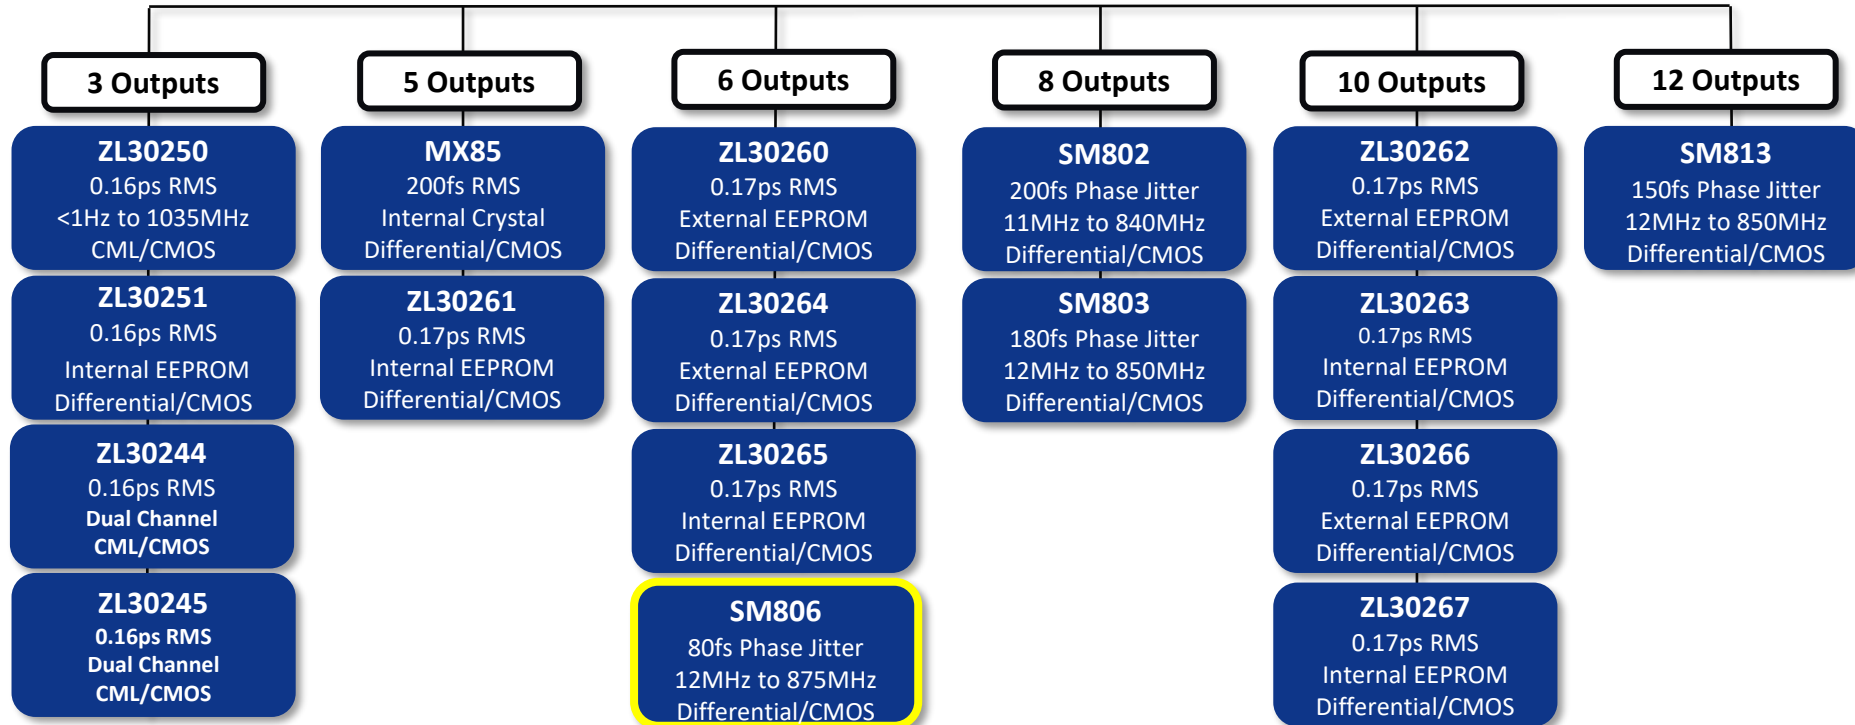 3 Outputs
ZL30250
0.16ps RMS
<1Hz to 1035MHz
CML/CMOS
ZL30251
0.16ps RMS
Internal EEPROM
Differential/CMOS
ZL30244
0.16ps RMS
Dual Channel
CML/CMOS
ZL30245
0.16ps RMS
Dual Channel
CML/CMOS
5 Outputs
MX85
200fs RMS
Internal Crystal
Differential/CMOS
ZL30261
0.17ps RMS
Internal EEPROM
Differential/CMOS
6 Outputs
ZL30260
0.17ps RMS
External EEPROM
Differential/CMOS
ZL30264
0.17ps RMS
External EEPROM
Differential/CMOS
ZL30265
0.17ps RMS
Internal EEPROM
Differential/CMOS
SM806
80fs Phase Jitter
12MHz to 875MHz
Differential/CMOS
8 Outputs
SM802
200fs Phase Jitter
11MHz to 840MHz
Differential/CMOS
SM803
180fs Phase Jitter
12MHz to 850MHz
Differential/CMOS
10 Outputs
ZL30262
0.17ps RMS
External EEPROM
Differential/CMOS
ZL30263
0.17ps RMS
Internal EEPROM
Differential/CMOS
ZL30266
0.17ps RMS
External EEPROM
Differential/CMOS
ZL30267
0.17ps RMS
Internal EEPROM
Differential/CMOS
12 Outputs
SM813
150fs Phase Jitter
12MHz to 850MHz
Differential/CMOS